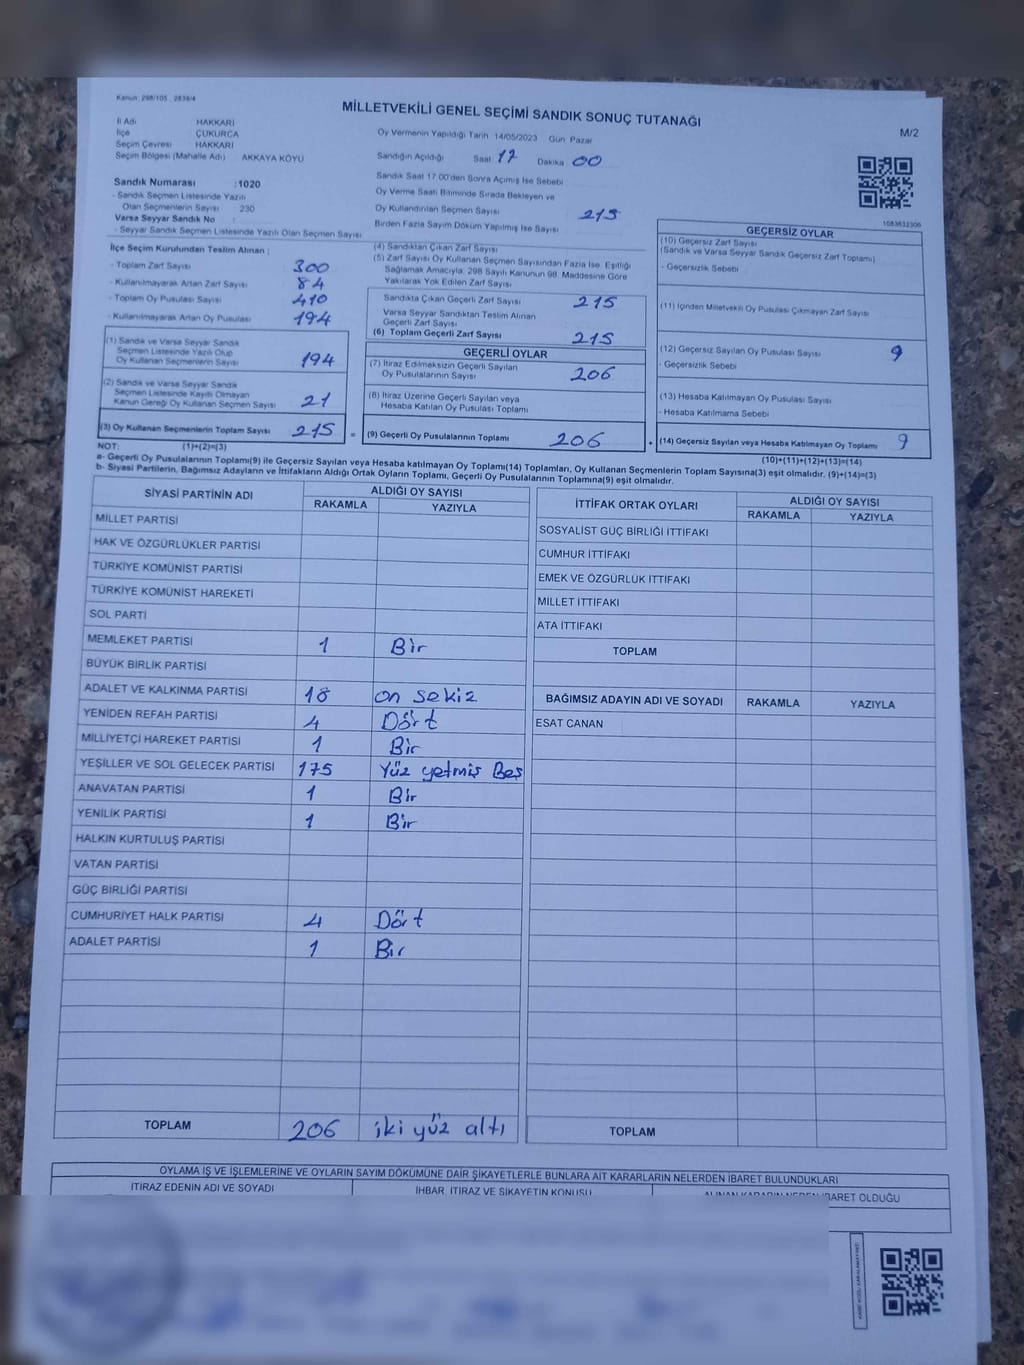 Kanun: 298/105 , 2839/4
MİLLETVEKİLİ GENEL SEÇİMİ SANDIK SONUÇ TUTANAĞI
M/2
İl Adı HAKKARİ
İlçe ÇUKURCA
Seçim Çevresi HAKKARİ
Seçim Bölgesi (Mahalle Adı) AKKAYA KÖYÜ
Oy Vermenin Yapıldığı Tarih 14/05/2023 Gün Pazar
Sandığın Açıldığı Saat 17 Dakika 00
Sandık Saat 17.00'den Sonra Açımış İse Sebebi
Oy Verme Saati Bitiminde Sırada Bekleyen ve
Oy Kullandırılan Seçmen Sayısı 215
Birden Fazla Sayım Döküm Yapılmış İse Sayısı
Sandık Numarası :1020
- Sandık Seçmen Listesinde Yazılı
Olan Seçmenlerin Sayısı : 230
Varsa Seyyar Sandık No :
- Seyyar Sandık Seçmen Listesinde Yazılı Olan Seçmen Sayısı
İlçe Seçim Kurulundan Teslim Alınan ;
- Toplam Zarf Sayısı 300
- Kullanılmayarak Artan Zarf Sayısı 84
- Toplam Oy Pusulası Sayısı 410
- Kullanılmayarak Artan Oy Pusulası 194
(1) Sandık ve Varsa Seyyar Sandık
Seçmen Listesinde Yazılı Olup
Oy Kullanan Seçmenlerin Sayısı 194
(2) Sandık ve Varsa Seyyar Sandık
Seçmen Listesinde Kayıtlı Olmayan
Kanun Gereği Oy Kullanan Seçmen Sayısı 21
(3) Oy Kullanan Seçmenlerin Toplam Sayısı 215
(4) Sandıktan Çıkan Zarf Sayısı
(5) Zarf Sayısı Oy Kullanan Seçmen Sayısından Fazla İse, Eşitliği
Sağlamak Amacıyla, 298 Sayılı Kanunun 98. Maddesine Göre
Yakılarak Yok Edilen Zarf Sayısı
Sandıkta Çıkan Geçerli Zarf Sayısı 215
Varsa Seyyar Sandıktan Teslim Alınan
Geçerli Zarf Sayısı
(6) Toplam Geçerli Zarf Sayısı 215
GEÇERLİ OYLAR
(7) İtiraz Edilmeksizin Geçerli Sayılan
Oy Pusulalarının Sayısı 206
(8) İtiraz Üzerine Geçerli Sayılan veya
Hesaba Katılan Oy Pusulası Toplamı
= (9) Geçerli Oy Pusulalarının Toplamı 206
1083632306
GEÇERSİZ OYLAR
(10) Geçersiz Zarf Sayısı
(Sandık ve Varsa Seyyar Sandık Geçersiz Zarf Toplamı)
- Geçersizlik Sebebi
(11) İçinden Milletvekili Oy Pusulası Çıkmayan Zarf Sayısı
(12) Geçersiz Sayılan Oy Pusulası Sayısı 9
- Geçersizlik Sebebi
(13) Hesaba Katılmayan Oy Pusulası Sayısı
- Hesaba Katılmama Sebebi
+ (14) Geçersiz Sayılan veya Hesaba Katılmayan Oy Toplamı 9
NOT: (1)+(2)=(3)
(10)+(11)+(12)+(13)=(14)
a- Geçerli Oy Pusulalarının Toplamı(9) ile Geçersiz Sayılan veya Hesaba katılmayan Oy Toplamı(14) Toplamları, Oy Kullanan Seçmenlerin Toplam Sayısına(3) eşit olmalıdır. (9)+(14)=(3)
b- Siyasi Partilerin, Bağımsız Adayların ve İttifakların Aldığı Ortak Oyların Toplamı, Geçerli Oy Pusulalarının Toplamına(9) eşit olmalıdır.
SİYASİ PARTİNİN ADI ALDIĞI OY SAYISI
RAKAMLA YAZIYLA
MİLLET PARTİSİ
HAK VE ÖZGÜRLÜKLER PARTİSİ
TÜRKİYE KOMÜNİST PARTİSİ
TÜRKİYE KOMÜNİST HAREKETİ
SOL PARTİ
MEMLEKET PARTİSİ 1 Bir
BÜYÜK BİRLİK PARTİSİ
ADALET VE KALKINMA PARTİSİ 18 on sekiz
YENİDEN REFAH PARTİSİ 4 Dört
MİLLİYETÇİ HAREKET PARTİSİ 1 Bir
YEŞİLLER VE SOL GELECEK PARTİSİ 175 Yüz yetmiş Beş
ANAVATAN PARTİSİ 1 Bir
YENİLİK PARTİSİ 1 Bir
HALKIN KURTULUŞ PARTİSİ
VATAN PARTİSİ
GÜÇ BİRLİĞİ PARTİSİ
CUMHURİYET HALK PARTİSİ 4 Dört
ADALET PARTİSİ 1 Bir
TOPLAM 206 iki yüz altı
İTTİFAK ORTAK OYLARI ALDIĞI OY SAYISI
RAKAMLA YAZIYLA
SOSYALİST GÜÇ BİRLİĞİ İTTİFAKI
CUMHUR İTTİFAKI
EMEK VE ÖZGÜRLÜK İTTİFAKI
MİLLET İTTİFAKI
ATA İTTİFAKI
TOPLAM
BAĞIMSIZ ADAYIN ADI VE SOYADI RAKAMLA YAZIYLA
ESAT CANAN
TOPLAM
OYLAMA İŞ VE İŞLEMLERİNE VE OYLARIN SAYIM DÖKÜMÜNE DAİR ŞİKAYETLERLE BUNLARA AİT KARARLARIN NELERDEN İBARET BULUNDUKLARI
İTİRAZ EDENİN ADI VE SOYADI
İHBAR, İTİRAZ VE ŞİKAYETİN KONUSU
ALINAN KARARIN NEDEN İBARET OLDUĞU